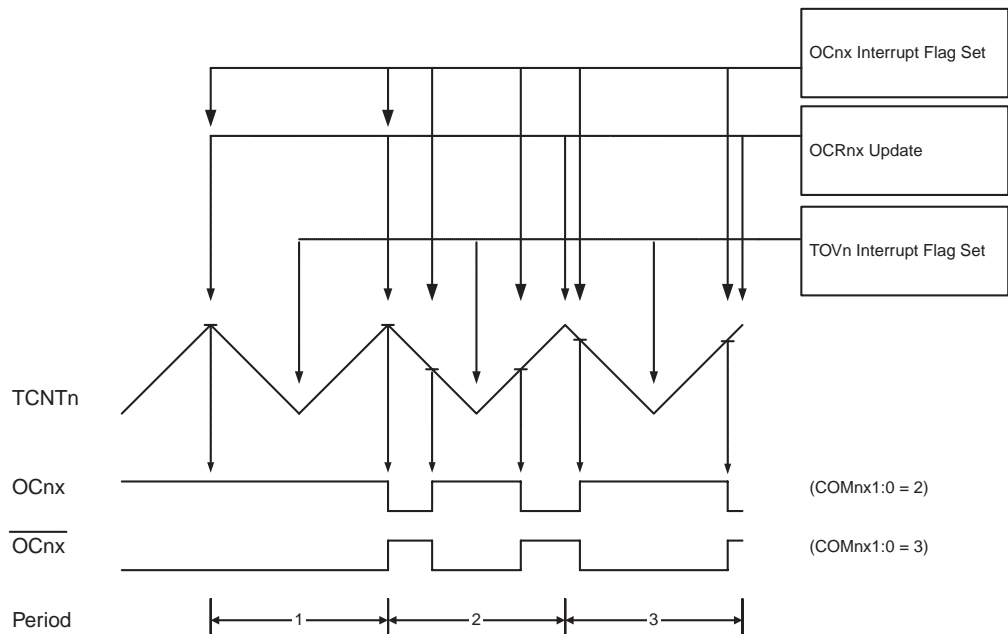 OCnx Interrupt Flag Set
OCRnx Update
TOVn Interrupt Flag Set
TCNTn
OCnx
(COMnx1:0 = 2)
OCnx
(COMnx1:0 = 3)
Period
1
2
3